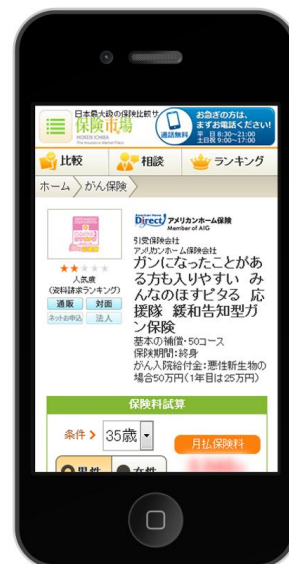 日本最大級の保険比較サ
保険市場
HOKEN ICHIBA
The Insurance Market Place
通話無料
お急ぎの方は、
まずお電話ください!
平 日 8:30~21:00
土日祝 9:00~17:00
比較
相談
ランキング
ホーム
がん保険
Direct
アメリカンホーム保険
Member of AIG
引受保険会社
アメリカンホーム保険会社
ガンになったことがあ
る方も入りやすい み
んなのほすピタる 応
援隊 緩和告知型ガ
ン保険
基本の補償・50コース
保険期間:終身
がん入院給付金:悪性新生物の
場合50万円(1年目は25万円)
人気度
(資料請求ランキング)
通販
対面
ネットお申込
法人
保険料試算
条件
35歳
月払保険料
男性
女性